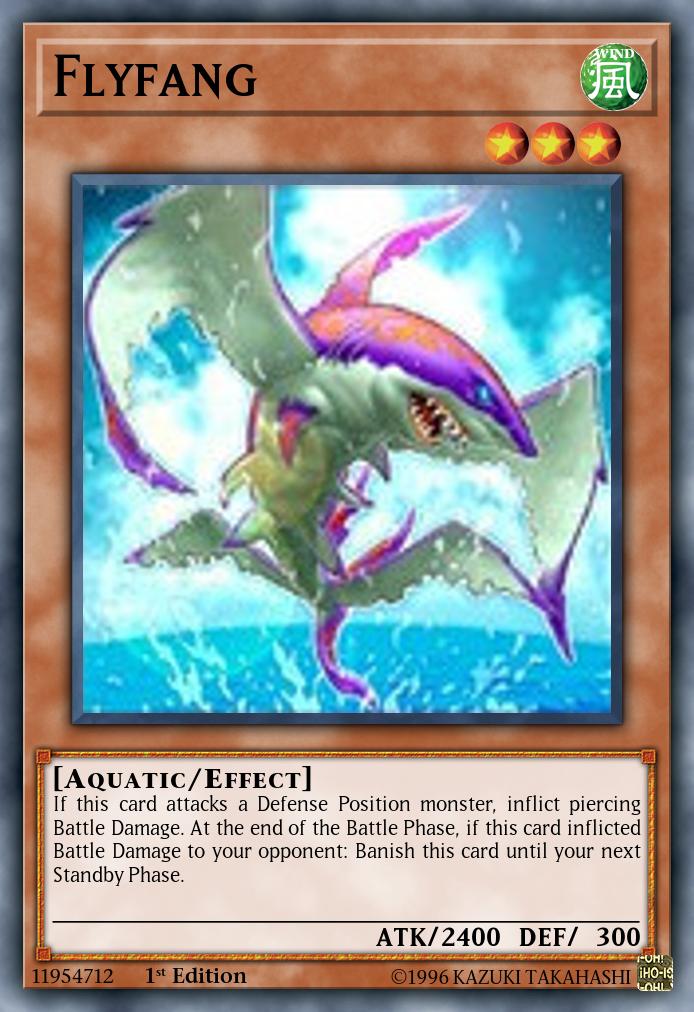 Flyfang
WIND
風
[Aquatic/Effect]
If this card attacks a Defense Position monster, inflict piercing
Battle Damage. At the end of the Battle Phase, if this card inflicted
Battle Damage to your opponent: Banish this card until your next
Standby Phase.
ATK/2400 DEF/ 300
11954712 1st Edition ©1996 KAZUKI TAKAHASHI